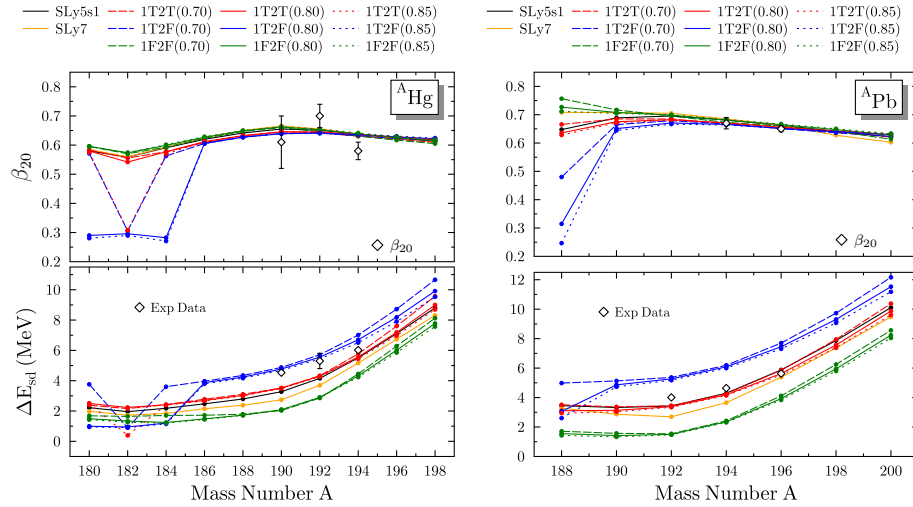 SLy5s1 1T2T(0.70) 1T2T(0.80) 1T2T(0.85)
SLy7 1T2F(0.70) 1T2F(0.80) 1T2F(0.85)
1F2F(0.70) 1F2F(0.80) 1F2F(0.85)
0.8
0.7
0.6
0.5
0.4
0.3
0.2
β20
AHg
β20
10
8
6
4
2
0
ΔEsd (MeV)
Exp Data
180 182 184 186 188 190 192 194 196 198
Mass Number A
SLy5s1 1T2T(0.70) 1T2T(0.80) 1T2T(0.85)
SLy7 1T2F(0.70) 1T2F(0.80) 1T2F(0.85)
1F2F(0.70) 1F2F(0.80) 1F2F(0.85)
0.8
0.7
0.6
0.5
0.4
0.3
0.2
APb
β20
12
10
8
6
4
2
0
Exp Data
188 190 192 194 196 198 200
Mass Number A